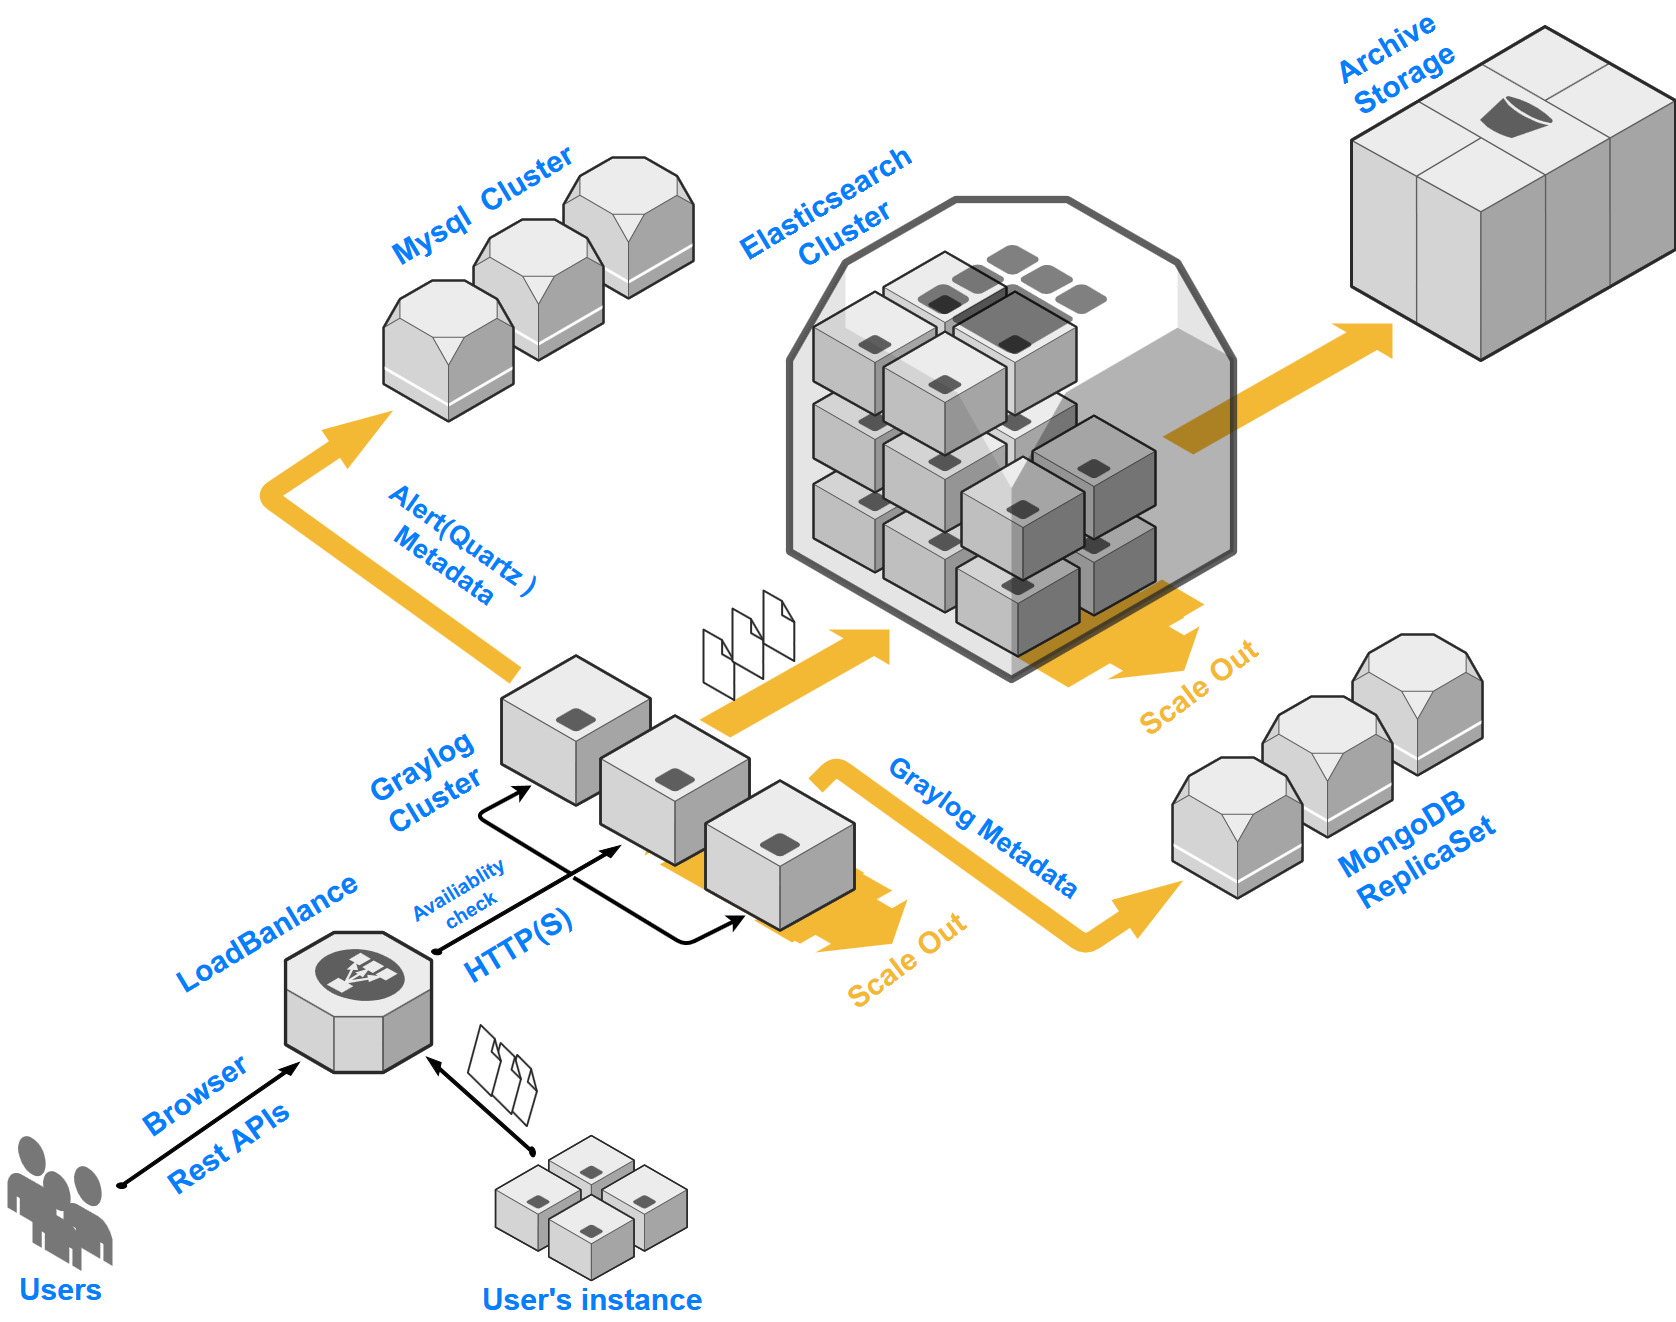 Archive
Storage
Mysql Cluster
Elasticsearch
Cluster
Alert(Quartz )
Metadata
Scale Out
Graylog
Cluster
Graylog Metadata
MongoDB
ReplicaSet
Availiablity
check
HTTP(S)
LoadBanlance
Scale Out
Browser
Rest APIs
Users
User's instance